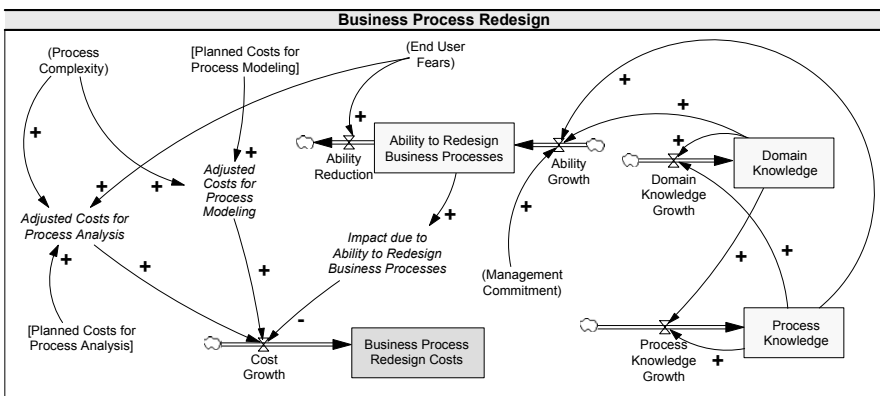 Business Process Redesign
(Process
Complexity)
[Planned Costs for
Process Modeling]
(End User
Fears)
+
+
+
+
+
+
Ability to Redesign
Business Processes
Ability
Reduction
Ability
Growth
+
Domain
Knowledge
Domain
Knowledge
Growth
Adjusted
Costs for
Process
Modeling
+
+
Adjusted Costs for
Process Analysis
+
+
Impact due to
Ability to Redesign
Business Processes
(Management
Commitment)
+
+
+
+
+
[Planned Costs for
Process Analysis]
-
Cost
Growth
Business Process
Redesign Costs
Process
Knowledge
Growth
+
Process
Knowledge